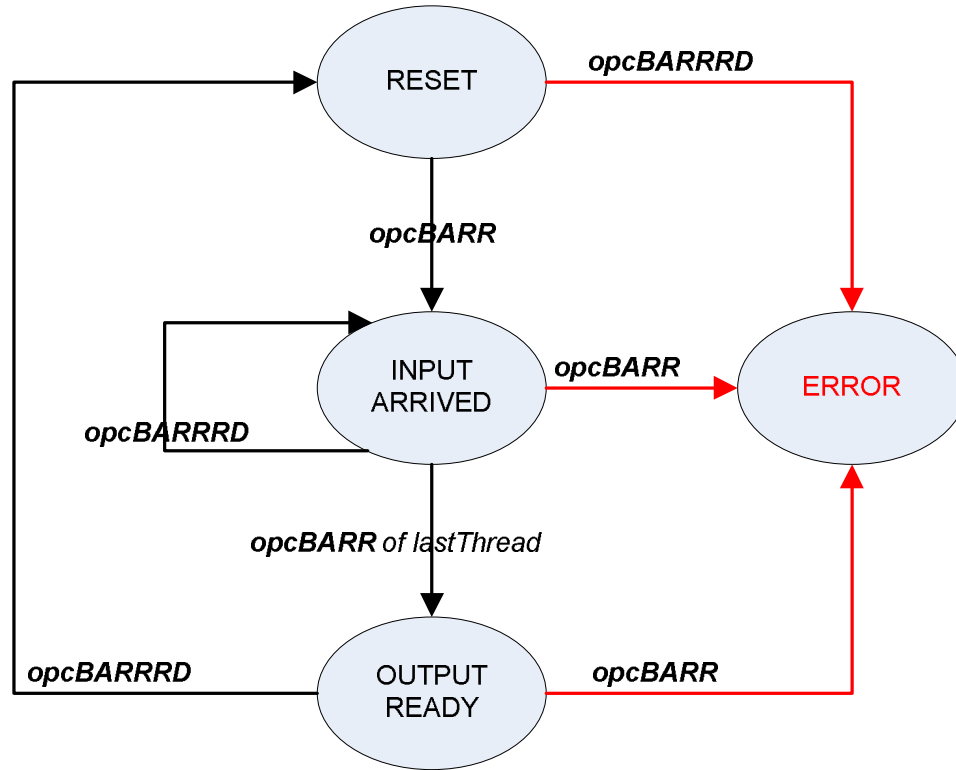 RESET
opcBARRRD
opcBARR
INPUT
ARRIVED
opcBARR
ERROR
opcBARRRD
opcBARR of lastThread
OUTPUT
READY
opcBARRRD
opcBARR